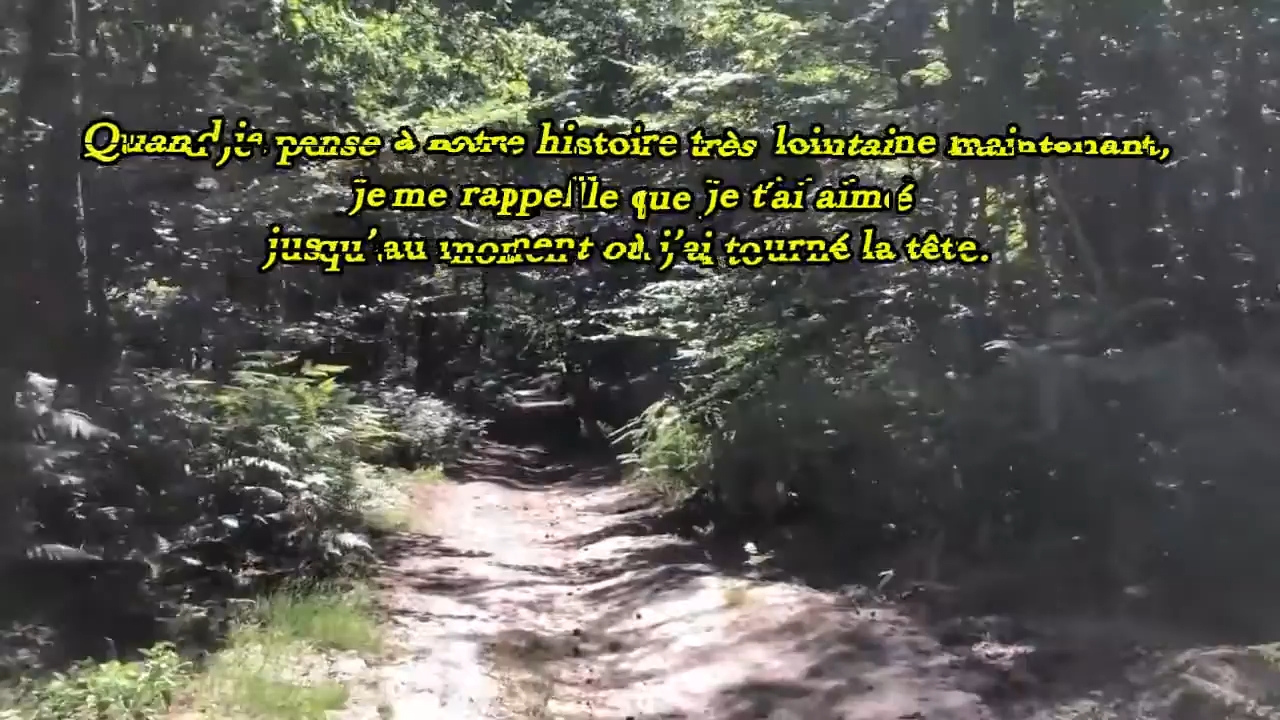 Quand je pense à notre histoire très lointaine maintenant,
je me rappellle que je t'ai aimé
jusqu'au moment où j'ai tourné la tête.